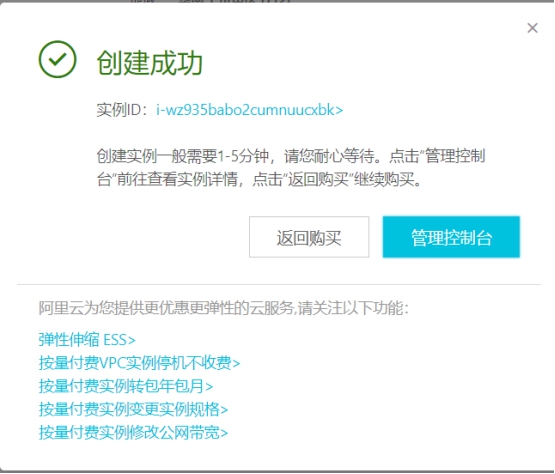 创建成功
实例ID：i-wz935babo2cumnuucxbk>
创建实例一般需要1-5分钟，请您耐心等待。点击“管理控制
台”前往查看实例详情，点击“返回购买”继续购买。
返回购买 管理控制台
阿里云为您提供更优惠更弹性的云服务,请关注以下功能：
弹性伸缩 ESS>
按量付费VPC实例停机不收费>
按量付费实例转包年包月>
按量付费实例变更实例规格>
按量付费实例修改公网带宽>